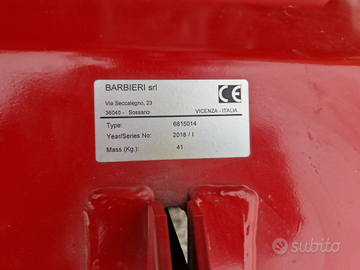 BARBIERI srl
Via Seccalegno, 23
36040 - Sossano VICENZA - ITALIA
CE
Type: 6615014
Year/Series No: 2018 / I
Mass (Kg.): 41
subito